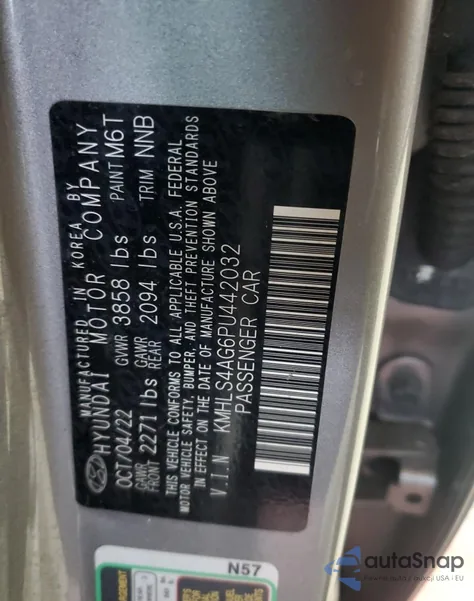 MANUFACTURED IN KOREA BY
HYUNDAI MOTOR COMPANY
OCT/04/22 GVWR 3858 lbs PAINT M6T
GAWR FRONT 2271 lbs GAWR REAR 2094 lbs TRIM NNB
THIS VEHICLE CONFORMS TO ALL APPLICABLE U.S.A. FEDERAL
MOTOR VEHICLE SAFETY, BUMPER, AND THEFT PREVENTION STANDARDS
IN EFFECT ON THE DATE OF MANUFACTURE SHOWN ABOVE
V.I.N KMHLS4AG6PU442032
PASSENGER CAR
N57
autoSnap